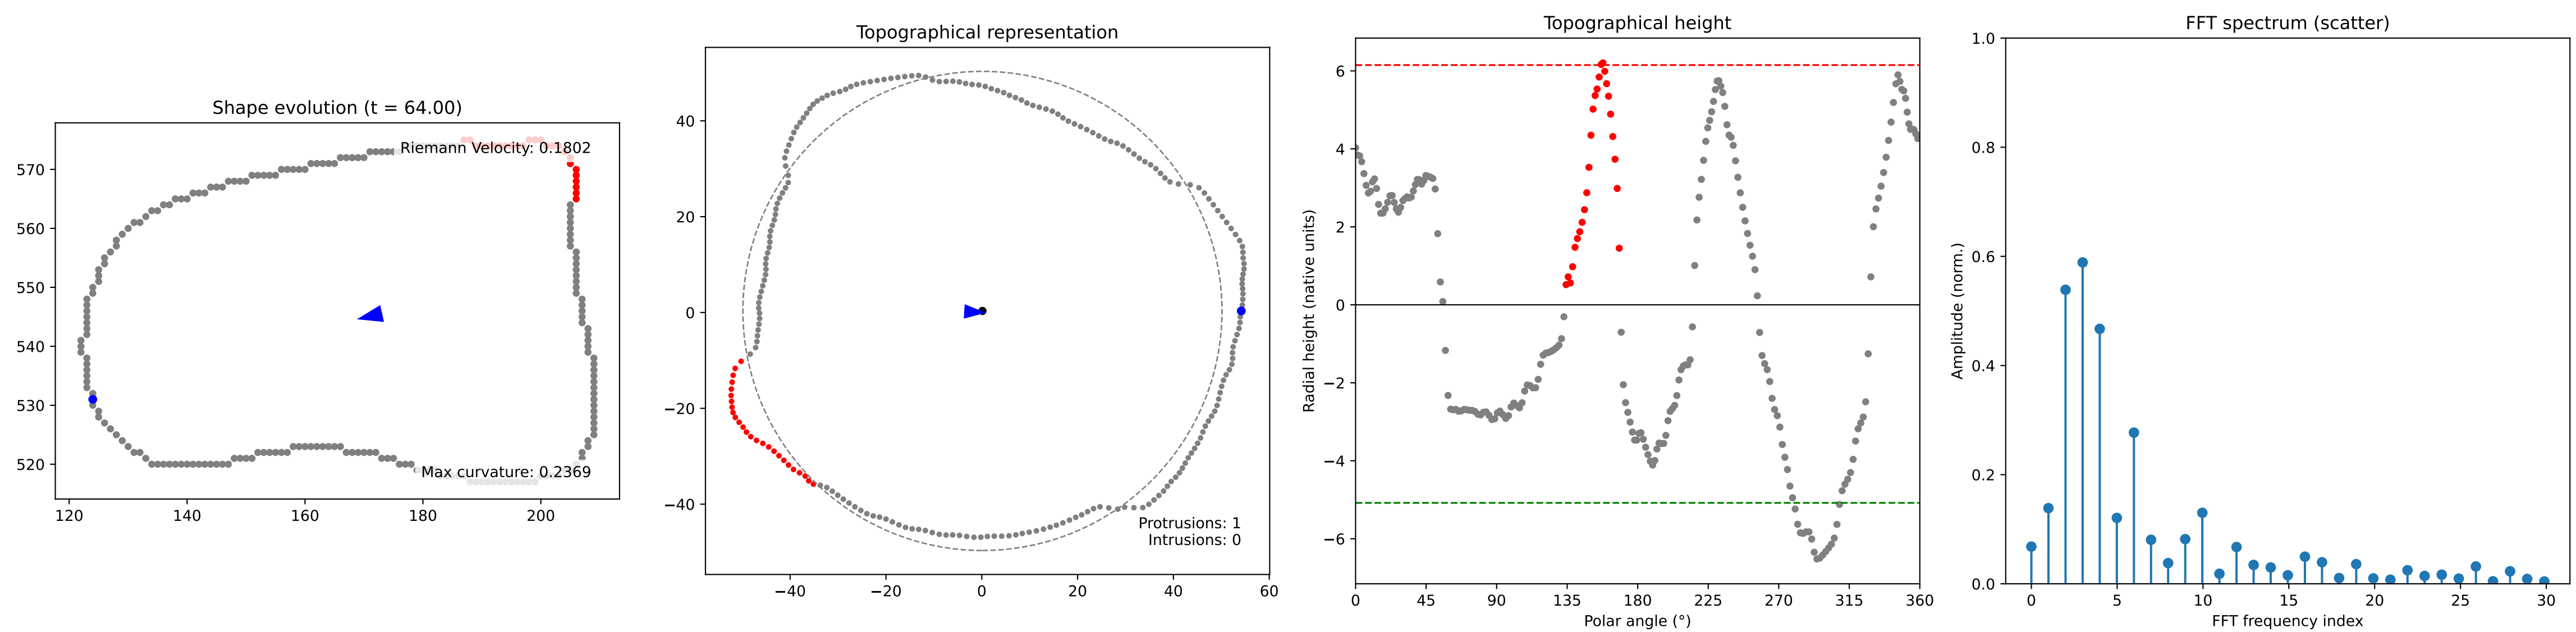 Shape evolution (t = 64.00)
Riemann Velocity: 0.1802
Max curvature: 0.2369
570
560
550
540
530
520
120 140 160 180 200
Topographical representation
40
20
0
−20
−40
−40 −20 0 20 40 60
Protrusions: 1
Intrusions: 0
Topographical height
Radial height (native units)
6
4
2
0
−2
−4
−6
0 45 90 135 180 225 270 315 360
Polar angle (°)
FFT spectrum (scatter)
Amplitude (norm.)
1.0
0.8
0.6
0.4
0.2
0.0
0 5 10 15 20 25 30
FFT frequency index